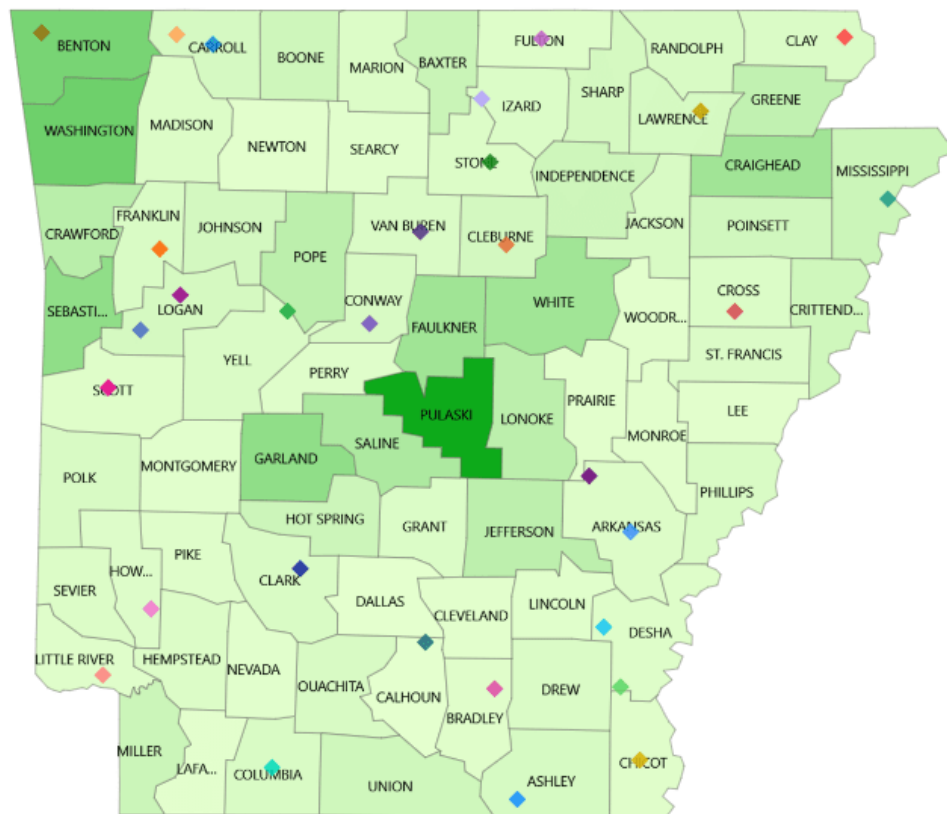 BENTON
CARROLL
BOONE
MARION
BAXTER
FULTON
RANDOLPH
CLAY
IZARD
SHARP
GREENE
LAWRENCE
WASHINGTON
MADISON
NEWTON
SEARCY
STONE
INDEPENDENCE
CRAIGHEAD
MISSISSIPPI
CRAWFORD
FRANKLIN
JOHNSON
POPE
VAN BUREN
CLEBURNE
JACKSON
POINSETT
SEBASTI...
LOGAN
CONWAY
FAULKNER
WHITE
WOODR...
CROSS
CRITTEND...
SCOTT
YELL
PERRY
PULASKI
LONOKE
PRAIRIE
ST. FRANCIS
LEE
MONROE
POLK
MONTGOMERY
GARLAND
SALINE
PHILLIPS
HOT SPRING
GRANT
JEFFERSON
ARKANSAS
SEVIER
HOW...
PIKE
CLARK
DALLAS
CLEVELAND
LINCOLN
DESHA
LITTLE RIVER
HEMPSTEAD
NEVADA
OUACHITA
CALHOUN
BRADLEY
DREW
MILLER
LAFA...
COLUMBIA
UNION
ASHLEY
CHICOT